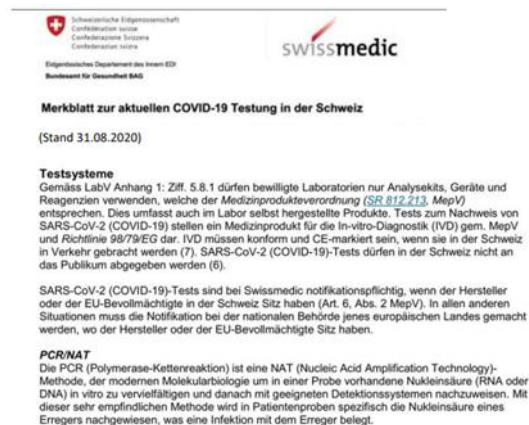 Schweizerische Eidgenossenschaft
Confédération suisse
Confederazione Svizzera
Confederaziun svizra
swissmedic
Eidgenössisches Departement des Innern EDI
Bundesamt für Gesundheit BAG
Merkblatt zur aktuellen COVID-19 Testung in der Schweiz
(Stand 31.08.2020)
Testsysteme
Gemäss LabV Anhang 1: Ziff. 5.8.1 dürfen bewilligte Laboratorien nur Analysekits, Geräte und
Reagenzien verwenden, welche der Medizinprodukteverordnung (SR 812.213, MepV)
entsprechen. Dies umfasst auch im Labor selbst hergestellte Produkte. Tests zum Nachweis von
SARS-CoV-2 (COVID-19) stellen ein Medizinprodukt für die In-vitro-Diagnostik (IVD) gem. MepV
und Richtlinie 98/79/EG dar. IVD müssen konform und CE-markiert sein, wenn sie in der Schweiz
in Verkehr gebracht werden (7). SARS-CoV-2 (COVID-19)-Tests dürfen in der Schweiz nicht an
das Publikum abgegeben werden (6).
SARS-CoV-2 (COVID-19)-Tests sind bei Swissmedic notifikationspflichtig, wenn der Hersteller
oder der EU-Bevollmächtigte in der Schweiz Sitz haben (Art. 6, Abs. 2 MepV). In allen anderen
Situationen muss die Notifikation bei der nationalen Behörde jenes europäischen Landes gemacht
werden, wo der Hersteller oder der EU-Bevollmächtigte Sitz haben.
PCR/NAT
Die PCR (Polymerase-Kettenreaktion) ist eine NAT (Nucleic Acid Amplification Technology)-
Methode, der modernen Molekularbiologie um in einer Probe vorhandene Nukleinsäure (RNA oder
DNA) in vitro zu vervielfältigen und danach mit geeigneten Detektionssystemen nachzuweisen. Mit
dieser sehr empfindlichen Methode wird in Patientenproben spezifisch die Nukleinsäure eines
Erregers nachgewiesen, was eine Infektion mit dem Erreger belegt.